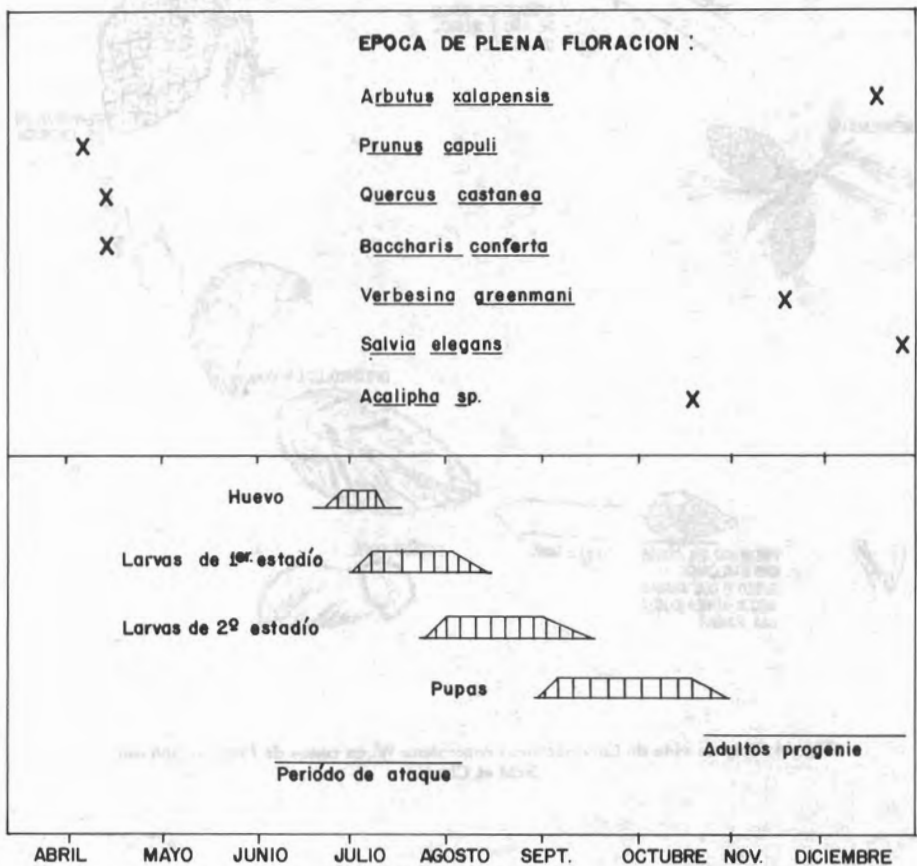 EPOCA DE PLENA FLORACION :
Arbutus xalapensis
X
Prunus capuli
X
Quercus castanea
X
Baccharis conferta
X
Verbesina greenmani
X
Salvia elegans
X
Acalipha sp.
X
Huevo
Larvas de 1er. estadío
Larvas de 2º estadío
Pupas
Adultos progenie
Periódo de ataque
ABRIL MAYO JUNIO JULIO AGOSTO SEPT. OCTUBRE NOV. DICIEMBRE